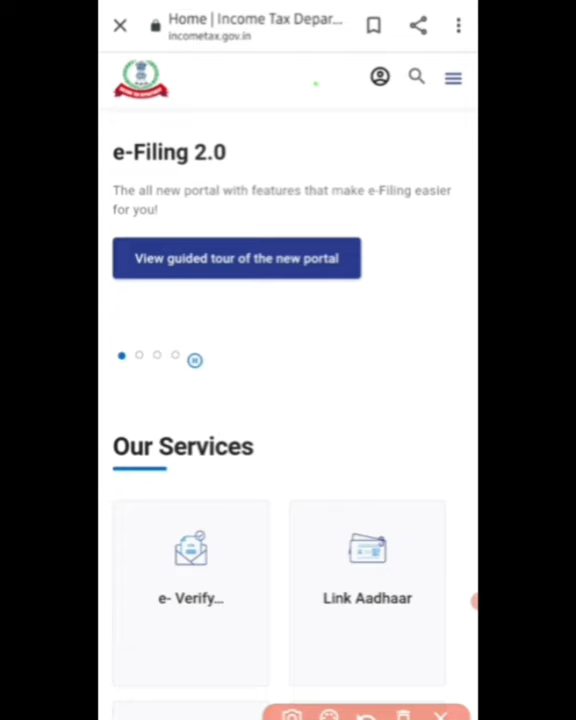 Home | Income Tax Depar...
incometax.gov.in
e-Filing 2.0
The all new portal with features that make e-Filing easier
for you!
View guided tour of the new portal
Our Services
e- Verify...
Link Aadhaar